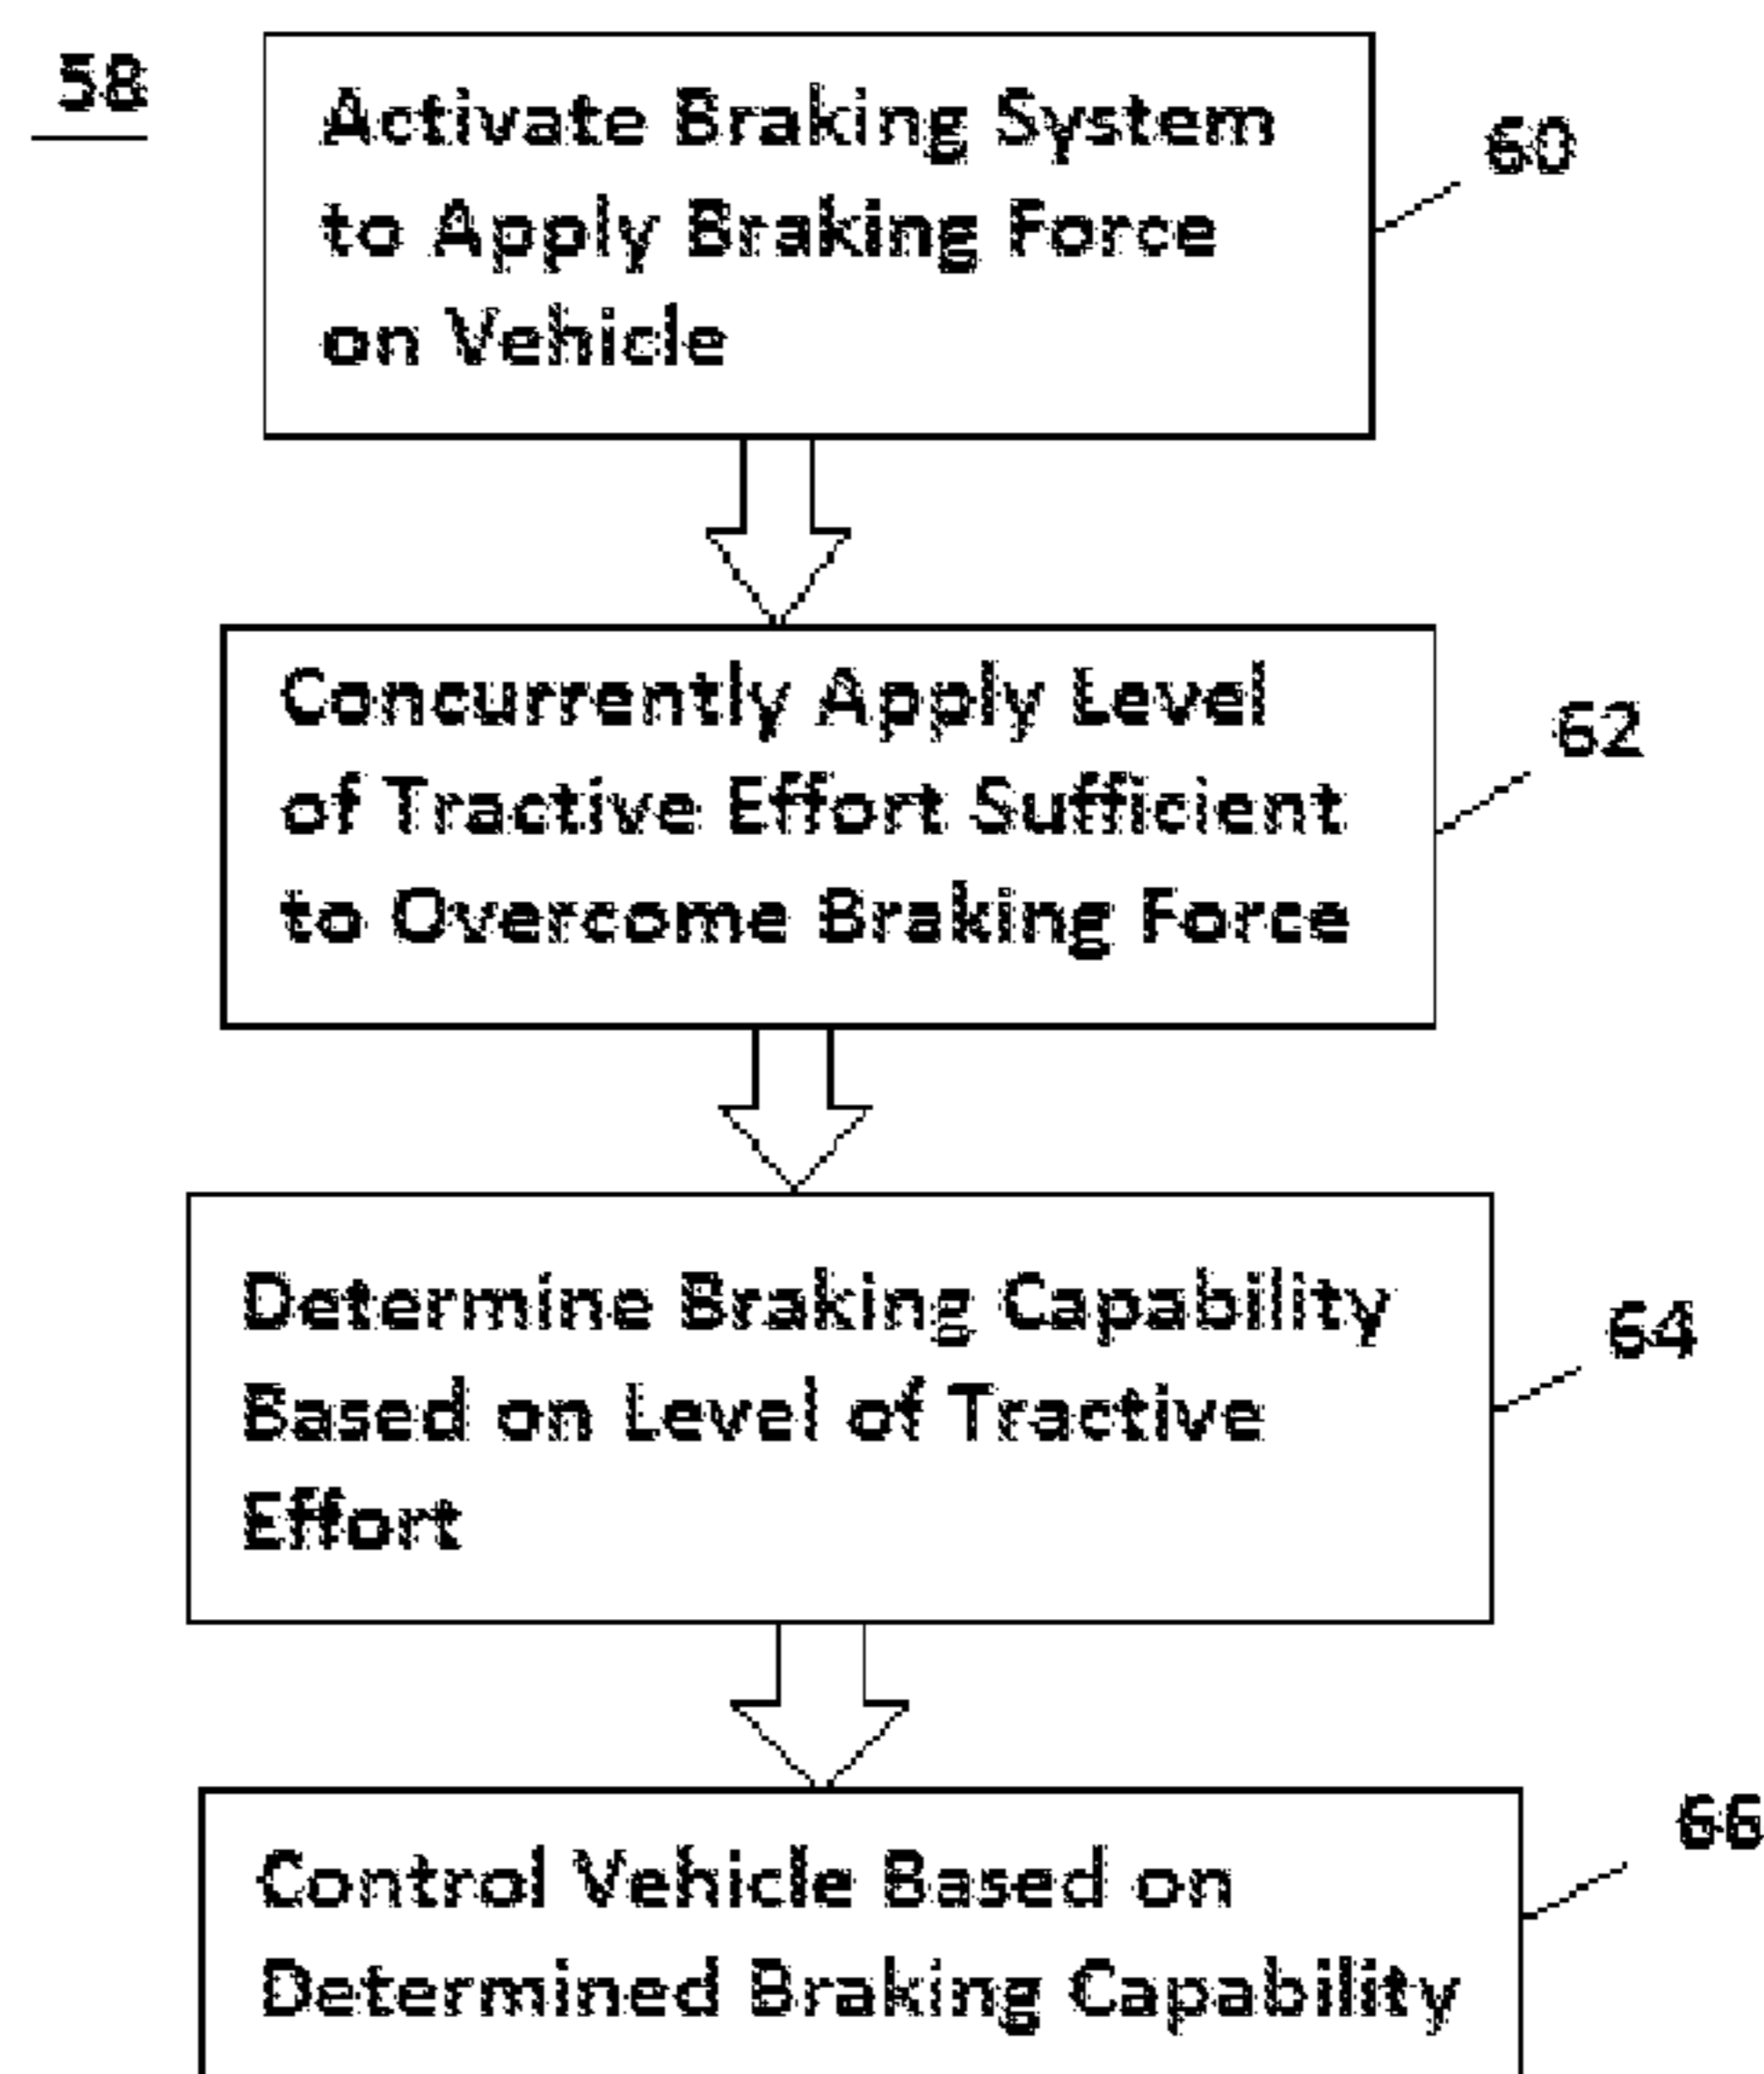 58
Activate Braking System
to Apply Braking Force
on Vehicle
60
Concurrently Apply Level
of Tractive Effort Sufficient
to Overcome Braking Force
62
Determine Braking Capability
Based on Level of Tractive
Effort
64
Control Vehicle Based on
Determined Braking Capability
66